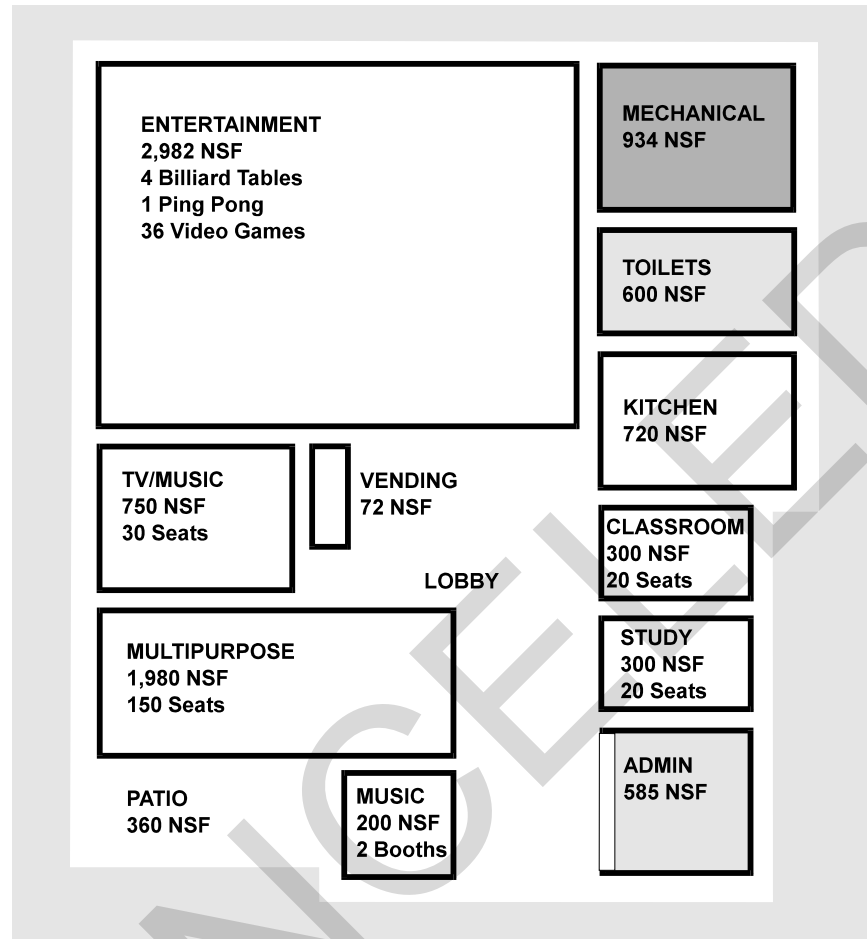 ENTERTAINMENT
2,982 NSF
4 Billiard Tables
1 Ping Pong
36 Video Games
MECHANICAL
934 NSF
TOILETS
600 NSF
KITCHEN
720 NSF
TV/MUSIC
750 NSF
30 Seats
VENDING
72 NSF
LOBBY
CLASSROOM
300 NSF
20 Seats
MULTIPURPOSE
1,980 NSF
150 Seats
STUDY
300 NSF
20 Seats
PATIO
360 NSF
MUSIC
200 NSF
2 Booths
ADMIN
585 NSF